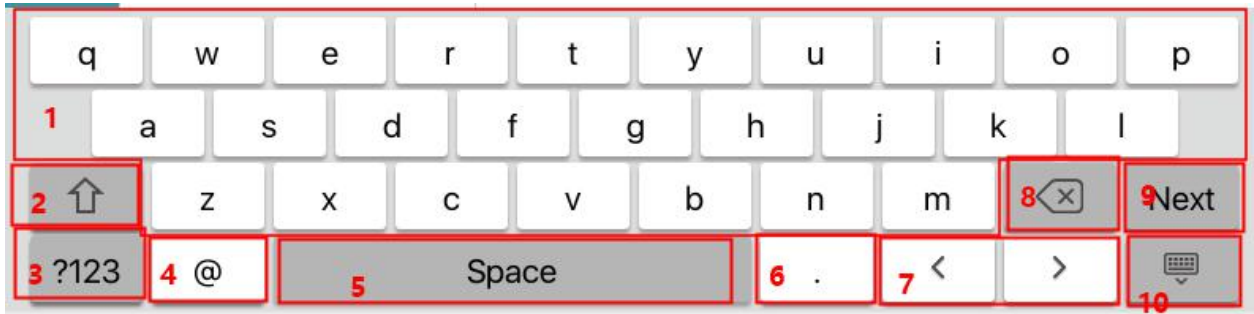 q w e r t y u i o p
1 a s d f g h j k l
2 z x c v b n m 8 9 Next
3 ?123 4 @ 5 Space 6 . 7 < > 10